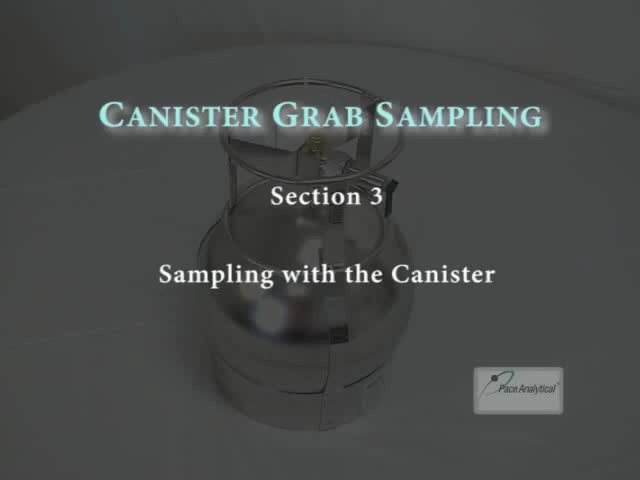 Canister Grab Sampling
Section 3
Sampling with the Canister
Pace Analytical